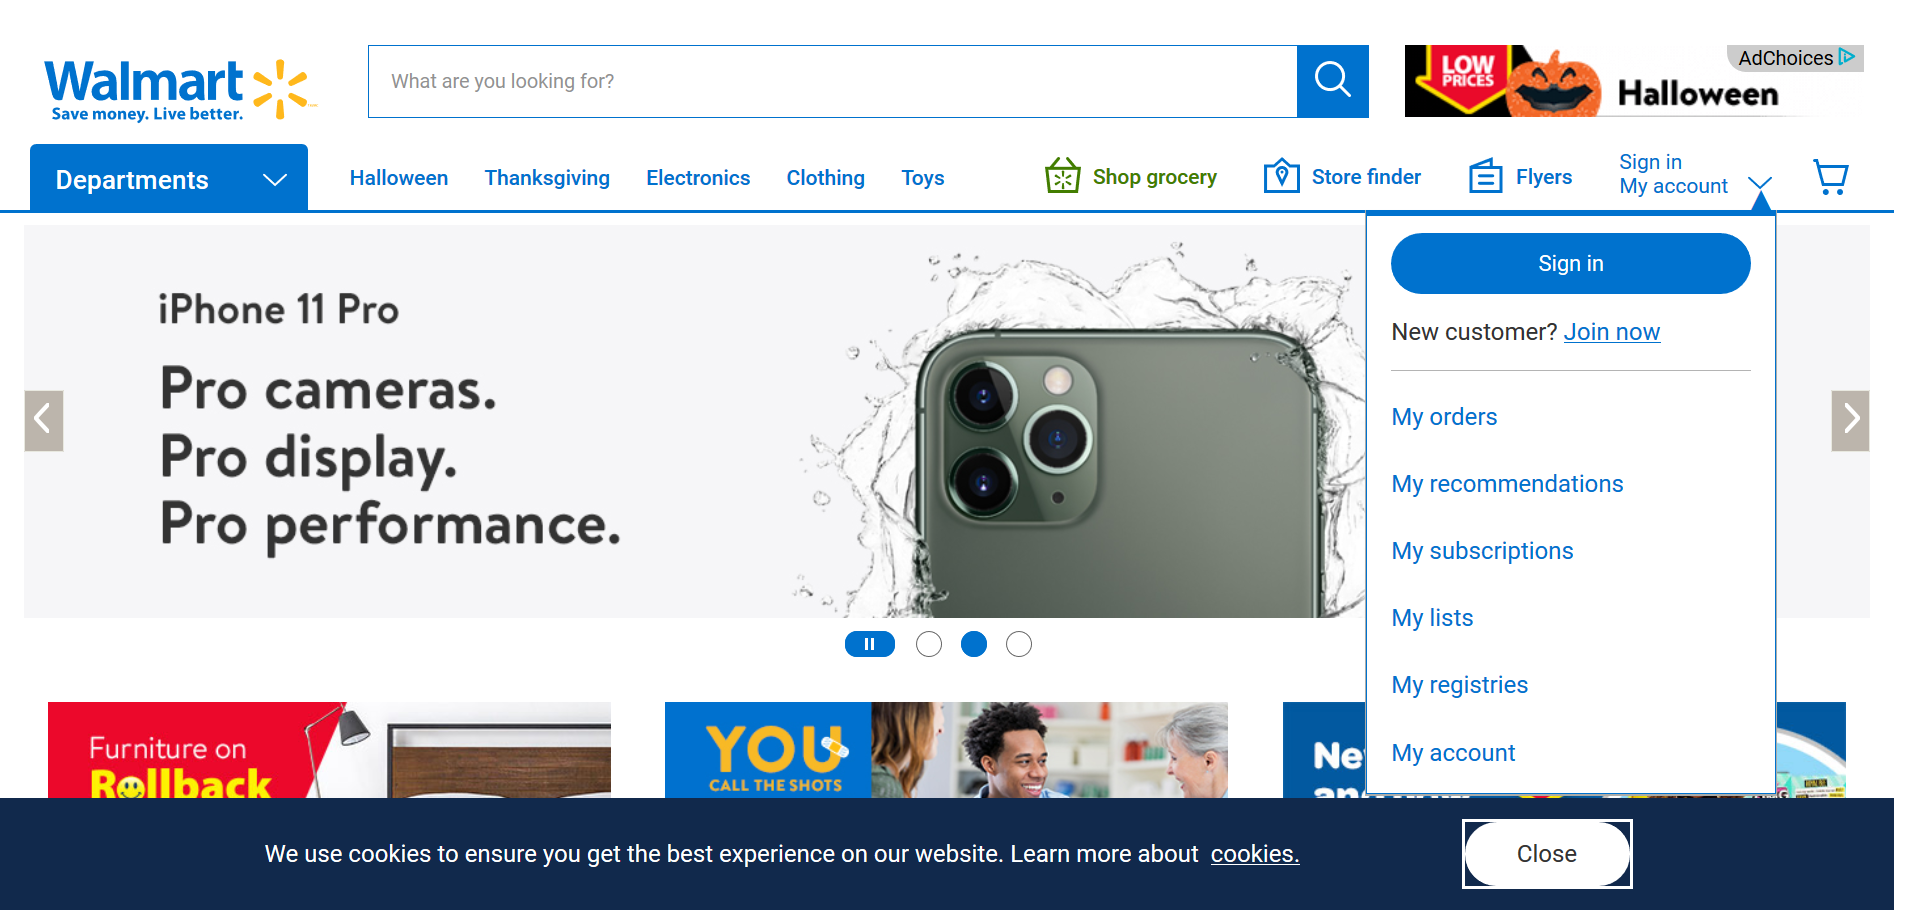 Walmart
Save money. Live better.
What are you looking for?
LOW
PRICES
Halloween
AdChoices
Departments
Halloween
Thanksgiving
Electronics
Clothing
Toys
Shop grocery
Store finder
Flyers
Sign in
My account
iPhone 11 Pro
Pro cameras.
Pro display.
Pro performance.
Sign in
New customer? Join now
My orders
My recommendations
My subscriptions
My lists
My registries
My account
Furniture on
Rollback
YOU
CALL THE SHOTS
We use cookies to ensure you get the best experience on our website. Learn more about cookies.
Close